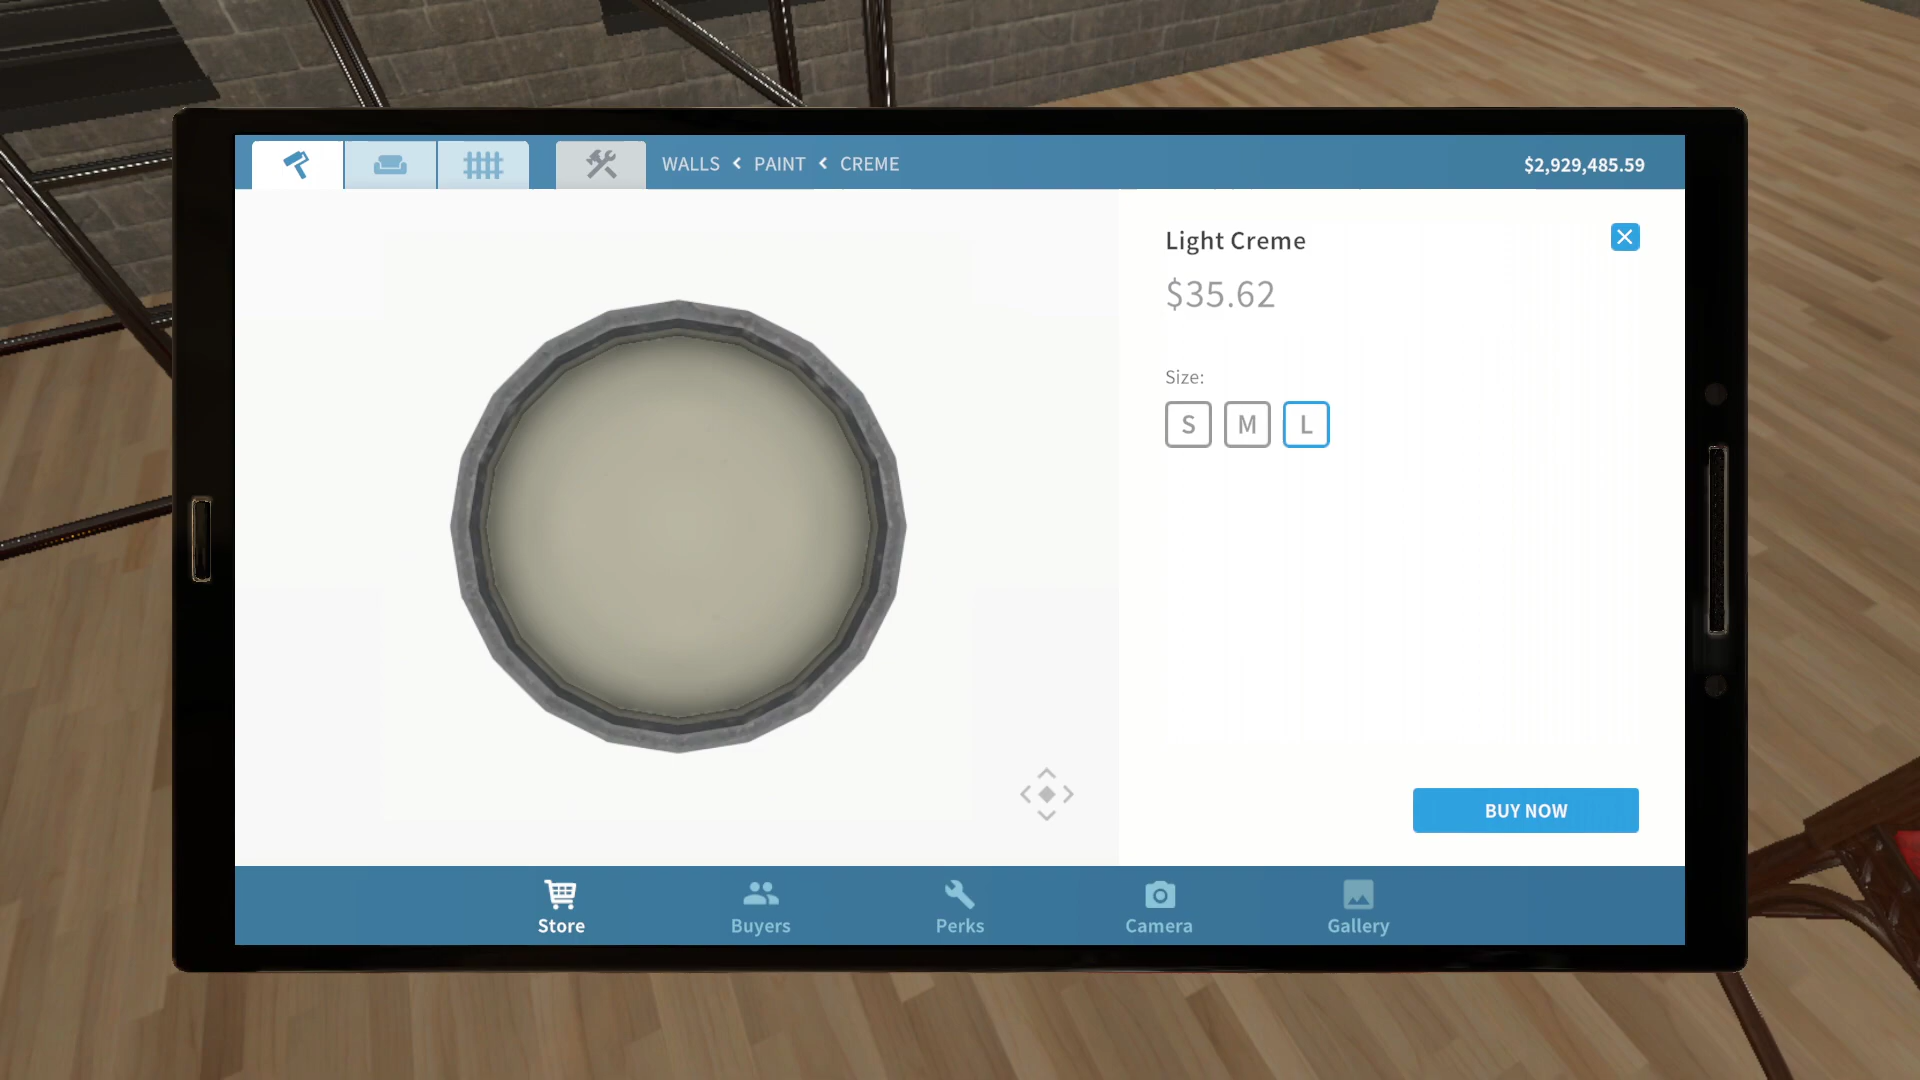 WALLS < PAINT < CREME
$2,929,485.59
Light Creme
$35.62
Size:
S M L
BUY NOW
Store Buyers Perks Camera Gallery